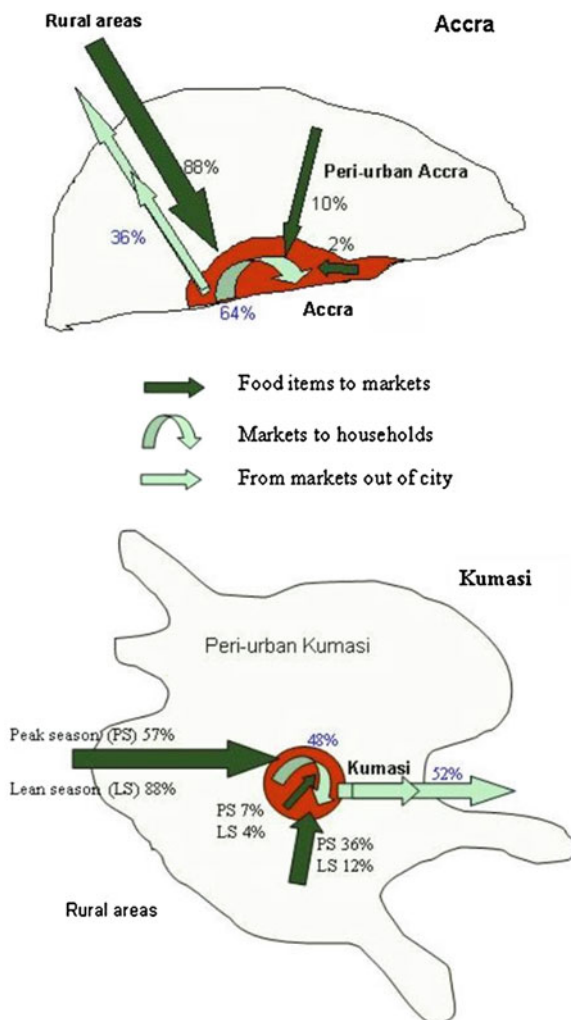 Rural areas
Accra
88%
Peri-urban Accra
10%
36%
2%
64%
Accra
Food items to markets
Markets to households
From markets out of city
Kumasi
Peri-urban Kumasi
Peak season (PS) 57%
48%
Kumasi
52%
Lean season (LS) 88%
PS 7%
LS 4%
PS 36%
LS 12%
Rural areas